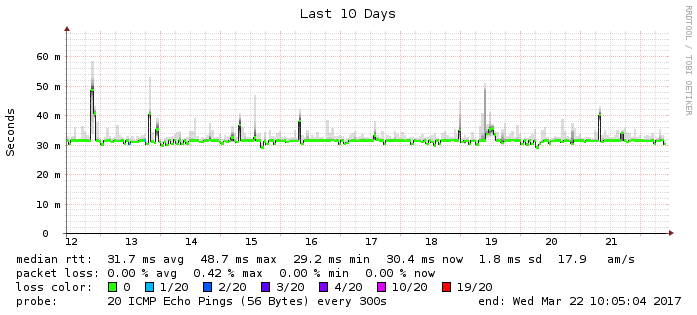 Last 10 Days
RRDTOOL / TOBI OETIKER
Seconds
60 m
50 m
40 m
30 m
20 m
10 m
0
12 13 14 15 16 17 18 19 20 21
median rtt: 31.7 ms avg 48.7 ms max 29.2 ms min 30.4 ms now 1.8 ms sd 17.9 am/s
packet loss: 0.00 % avg 0.42 % max 0.00 % min 0.00 % now
loss color: 0 1/20 2/20 3/20 4/20 10/20 19/20
probe: 20 ICMP Echo Pings (56 Bytes) every 300s end: Wed Mar 22 10:05:04 2017